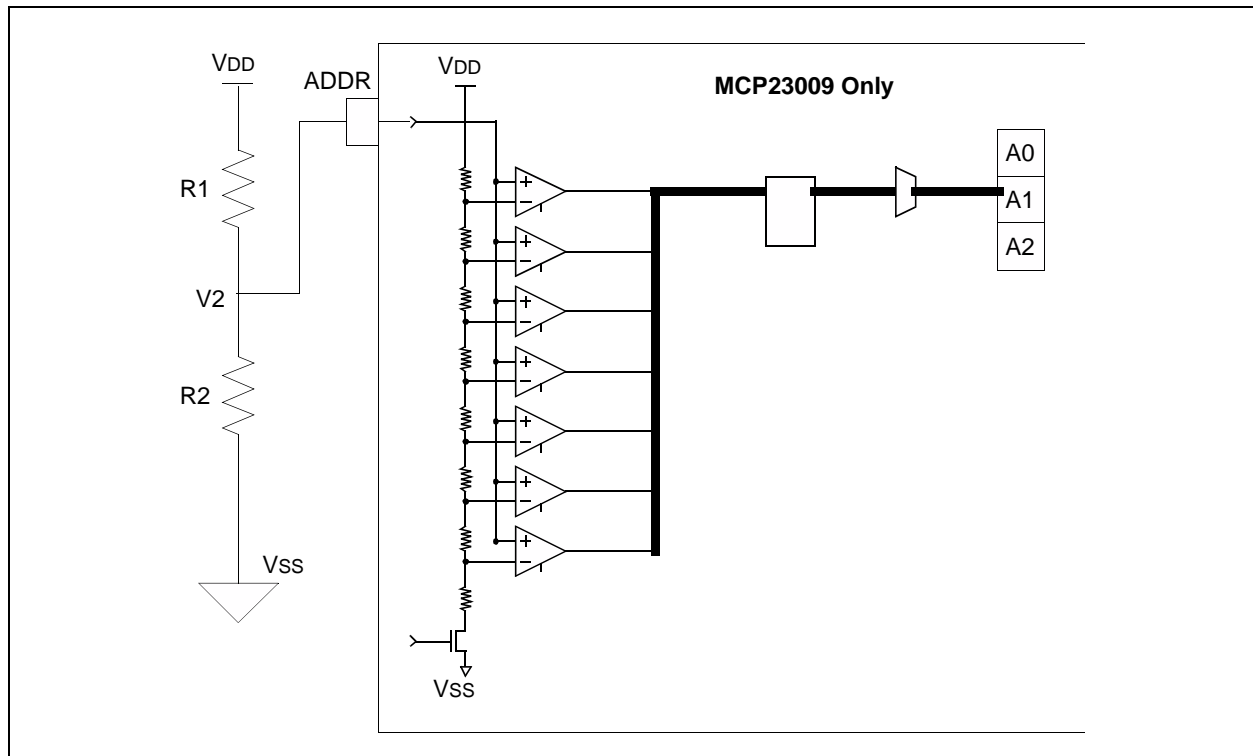 VDD
ADDR
VDD
MCP23009 Only
A0
R1
+
−
A1
+
−
A2
+
−
V2
+
−
R2
+
−
+
−
+
−
VSS
VSS